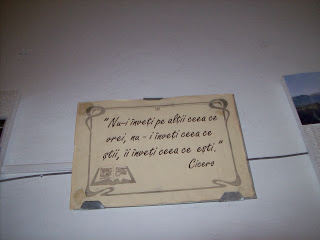 "Nu-i înveți pe alții ceea ce
vrei, nu - i înveți ceea ce
știi, îi înveți ceea ce ești."
Cicero